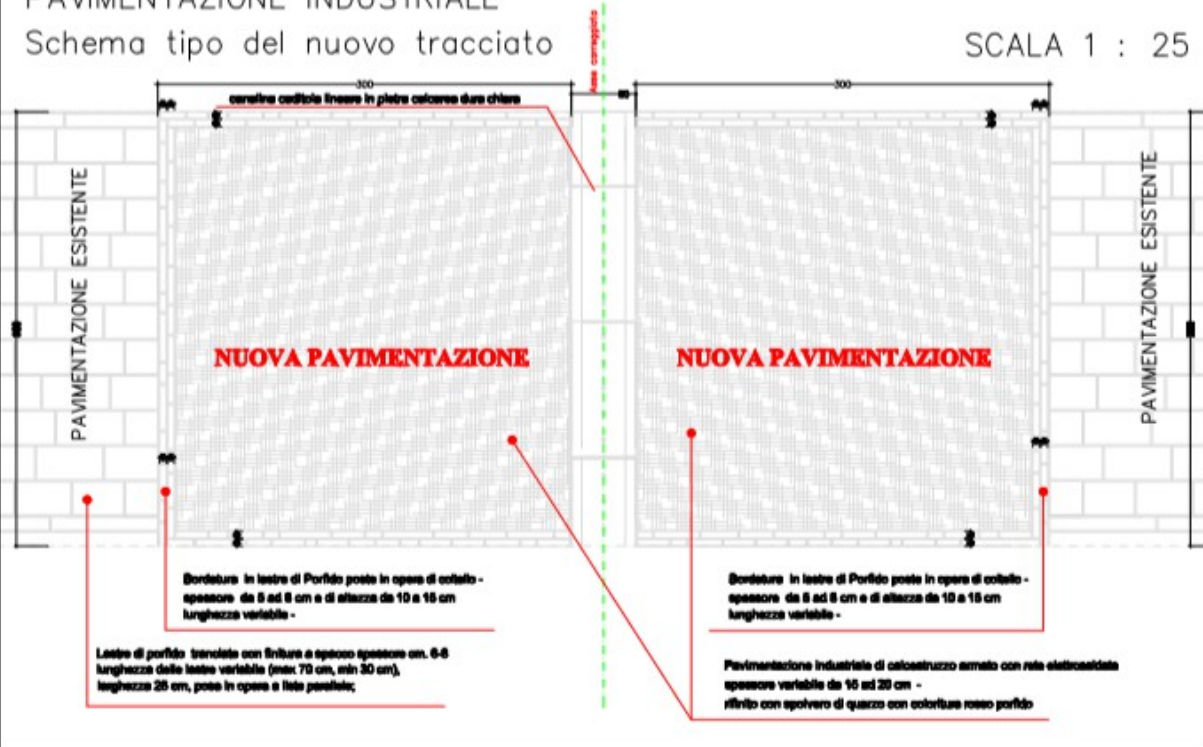 PAVIMENTAZIONE INDUSTRIALE
Schema tipo del nuovo tracciato
SCALA 1 : 25
Asse carreggiata
300
300
canalina caditoia lineare in pietra calcarea dura chiara
PAVIMENTAZIONE ESISTENTE
PAVIMENTAZIONE ESISTENTE
NUOVA PAVIMENTAZIONE
NUOVA PAVIMENTAZIONE
Bordatura in lastre di Porfido poste in opera di coltello -
spessore da 5 ad 8 cm e di altezza da 10 a 15 cm
lunghezza variabile -
Bordatura in lastre di Porfido poste in opera di coltello -
spessore da 5 ad 8 cm e di altezza da 10 a 15 cm
lunghezza variabile -
Lastre di porfido tranciate con finitura a spacco spessore cm. 6-8
lunghezza delle lastre variabile (max 70 cm, min 30 cm),
larghezza 25 cm, posa in opera a liste parallele;
Pavimentazione industriale di calcestruzzo armato con rete elettrosaldata
spessore variabile da 15 ad 20 cm -
rifinito con spolvero di quarzo con coloritura rosso porfido